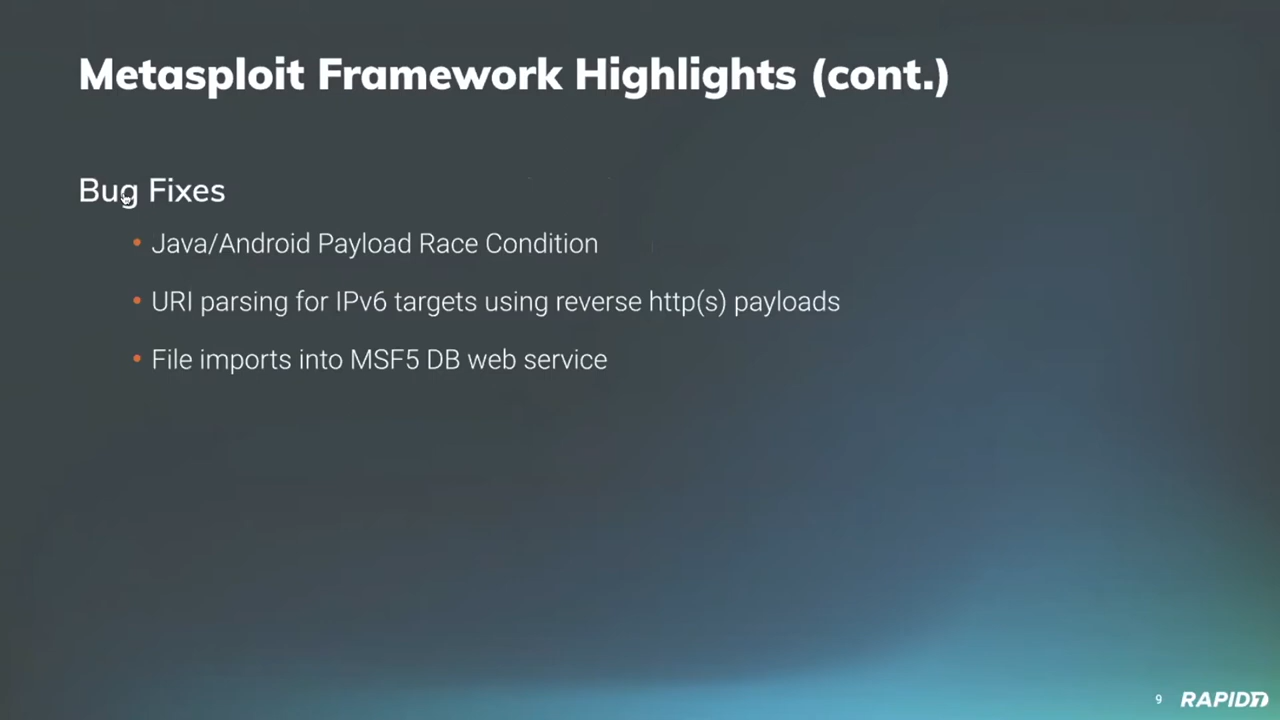 Metasploit Framework Highlights (cont.)
Bug Fixes
• Java/Android Payload Race Condition
• URI parsing for IPv6 targets using reverse http(s) payloads
• File imports into MSF5 DB web service
9 RAPID7